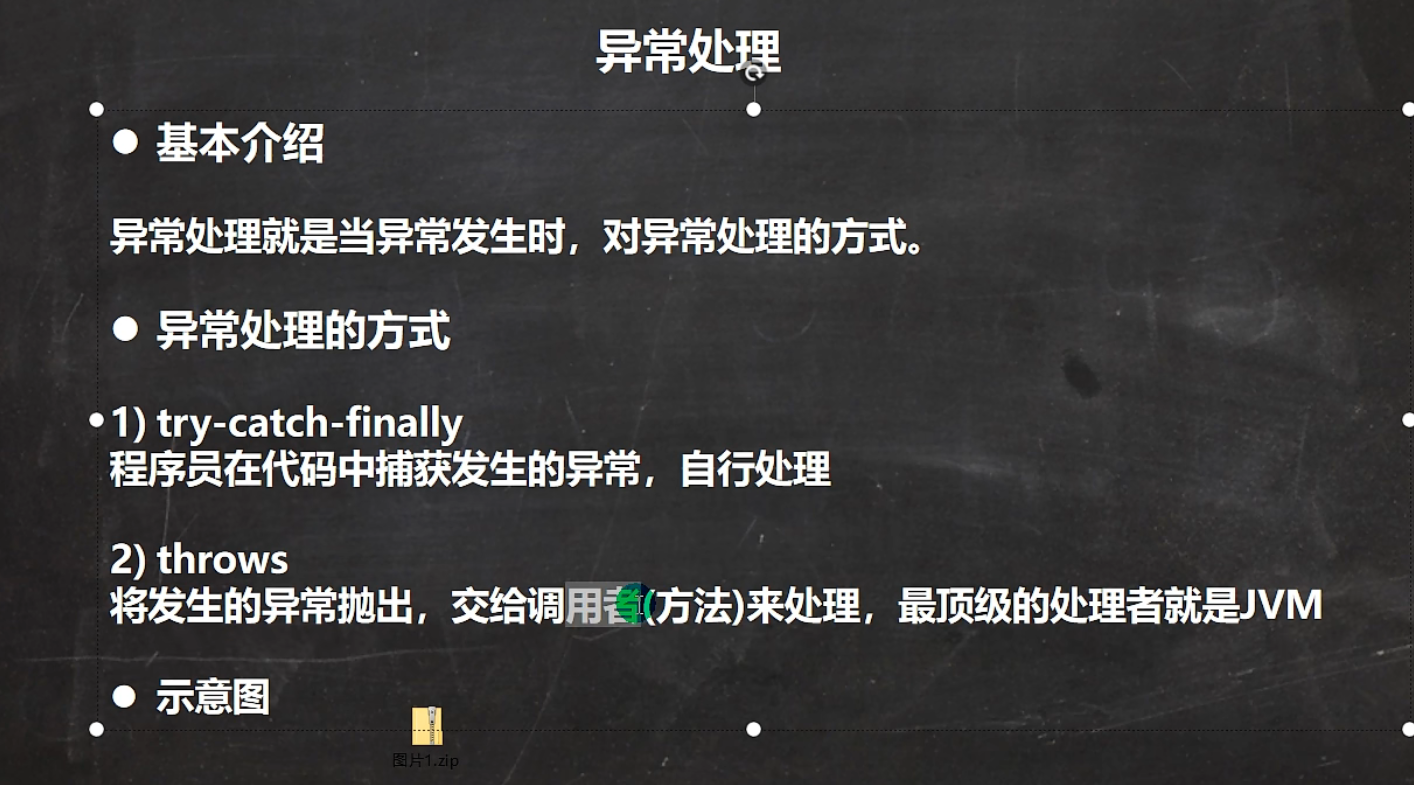 异常处理
● 基本介绍
异常处理就是当异常发生时，对异常处理的方式。
● 异常处理的方式
1) try-catch-finally
程序员在代码中捕获发生的异常，自行处理
2) throws
将发生的异常抛出，交给调用者(方法)来处理，最顶级的处理者就是JVM
● 示意图
图片1.zip